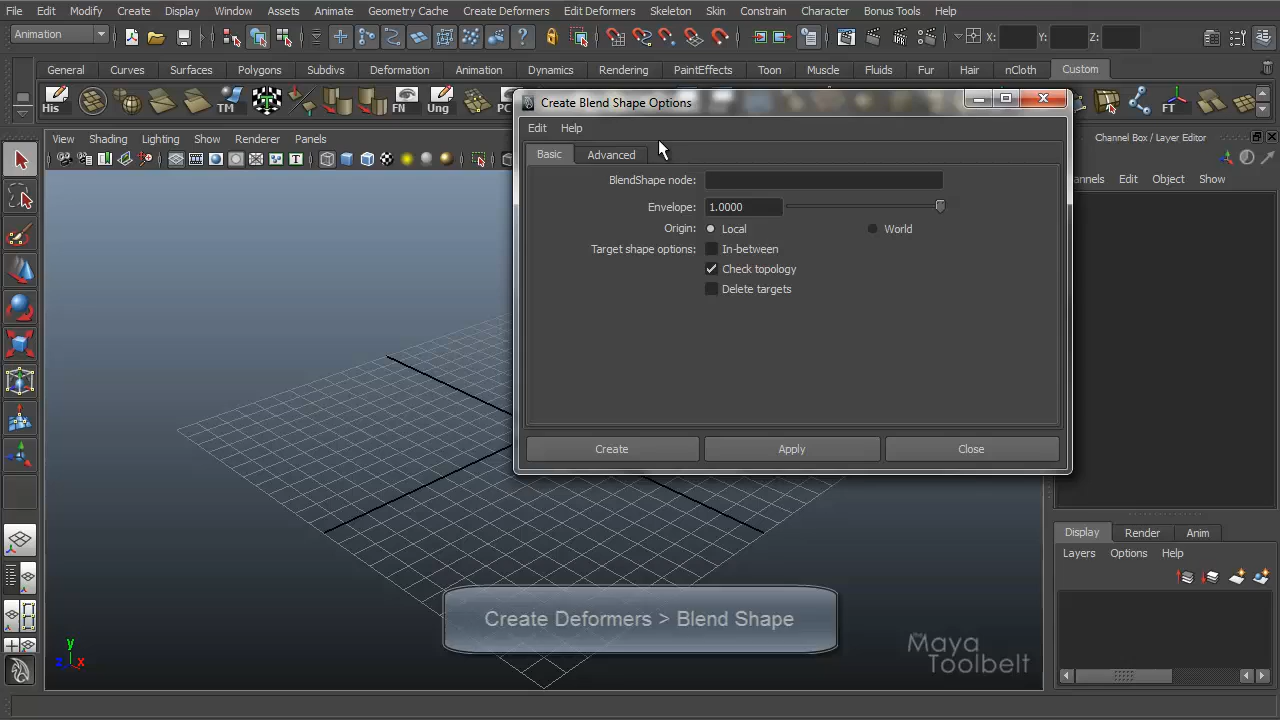 File Edit Modify Create Display Window Assets Animate Geometry Cache Create Deformers Edit Deformers Skeleton Skin Constrain Character Bonus Tools Help
Animation X: Y: Z:
General Curves Surfaces Polygons Subdivs Deformation Animation Dynamics Rendering PaintEffects Toon Muscle Fluids Fur Hair nCloth Custom
His TM FN Ung PC FT
Create Blend Shape Options
View Shading Lighting Show Renderer Panels
Channel Box / Layer Editor
Edit Help
Basic Advanced
Edit Object Show
BlendShape node:
Envelope: 1.0000
Origin: Local World
Target shape options: In-between
Check topology
Delete targets
Create Apply Close
Display Render Anim
Layers Options Help
Create Deformers > Blend Shape
y
z x
The
Maya
Toolbelt